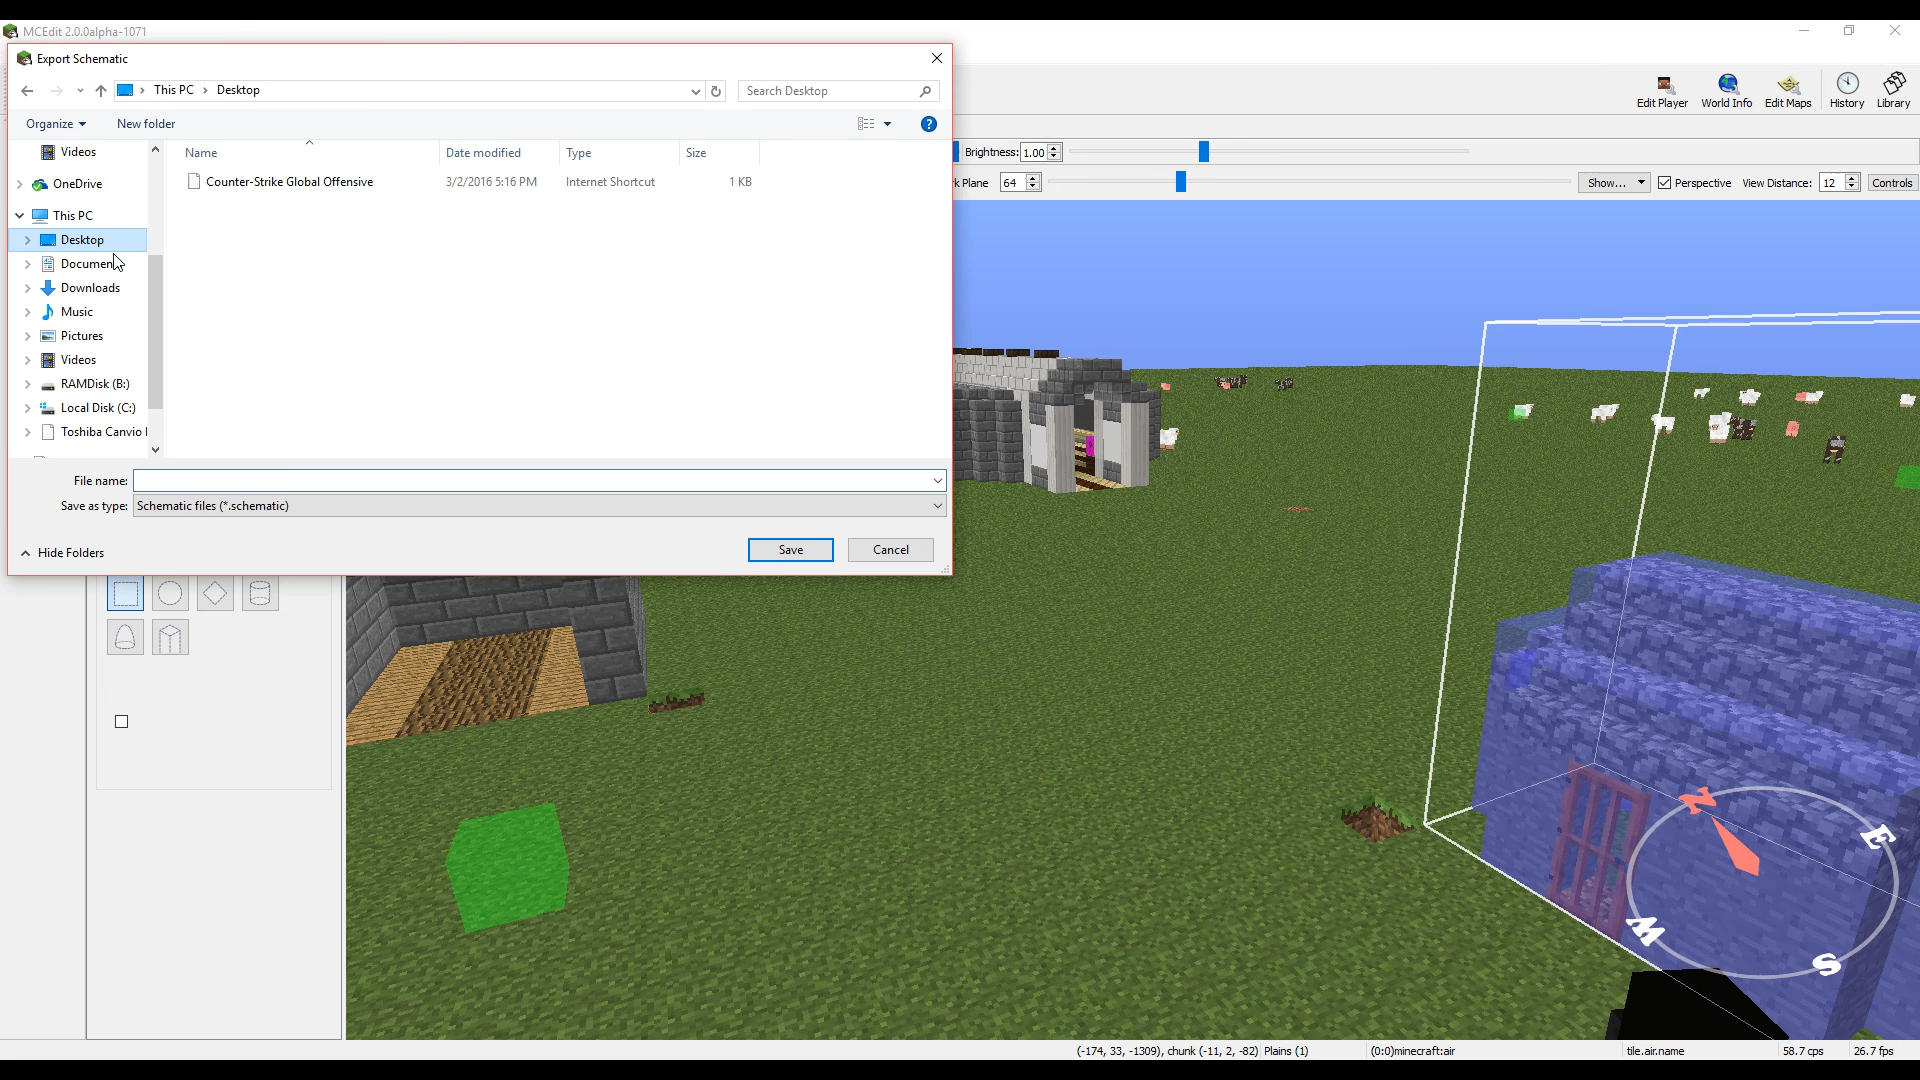 MCEdit 2.0.0alpha-1071
Export Schematic
This PC > Desktop
Search Desktop
Organize
New folder
Name
Date modified
Type
Size
Counter-Strike Global Offensive
3/2/2016 5:16 PM
Internet Shortcut
1 KB
Videos
OneDrive
This PC
Desktop
Documen
Downloads
Music
Pictures
Videos
RAMDisk (B:)
Local Disk (C:)
Toshiba Canvio
File name:
Save as type: Schematic files (*.schematic)
Hide Folders
Save
Cancel
Edit Player
World Info
Edit Maps
History
Library
Brightness: 1.00
k Plane 64
Show...
Perspective
View Distance: 12
Controls
N
E
W
S
(-174, 33, -1309), chunk (-11, 2, -82) Plains (1)
(0:0)minecraft:air
tile.air.name
58.7 cps
26.7 fps